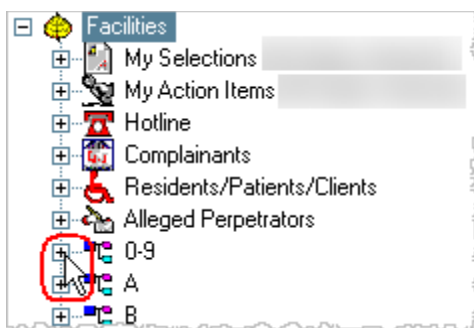 Facilities
My Selections
My Action Items
Hotline
Complainants
Residents/Patients/Clients
Alleged Perpetrators
0-9
A
B